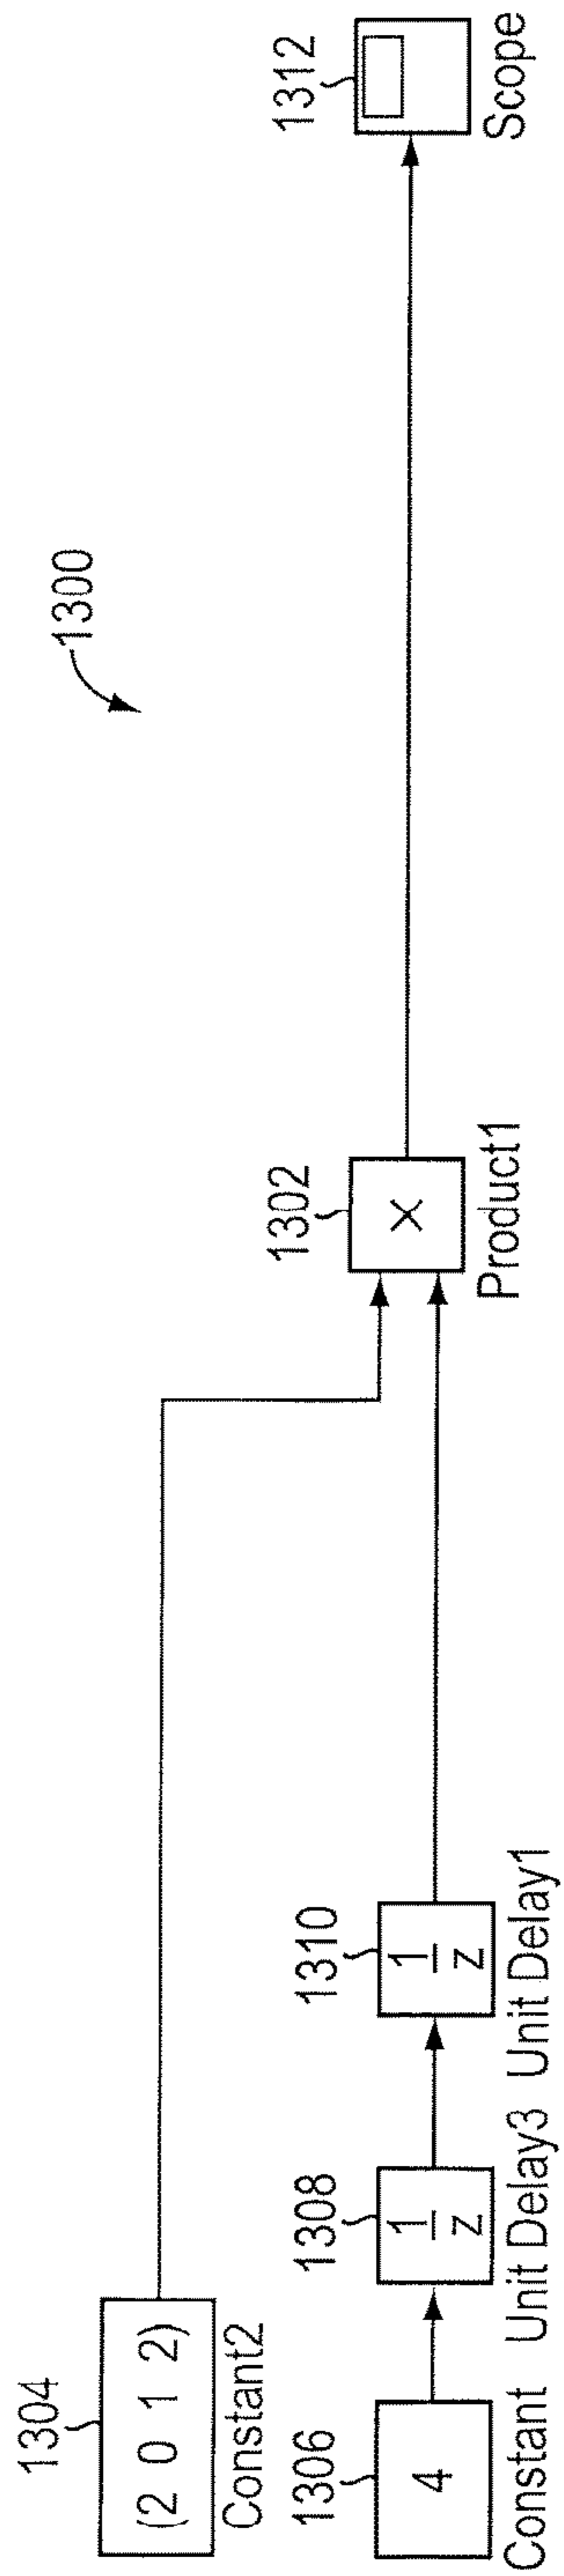 1300
1304
(2 0 1 2)
Constant2
1306
4
Constant
1308
1
z
Unit Delay3
1310
1
z
Unit Delay1
1302
×
Product1
1312
Scope